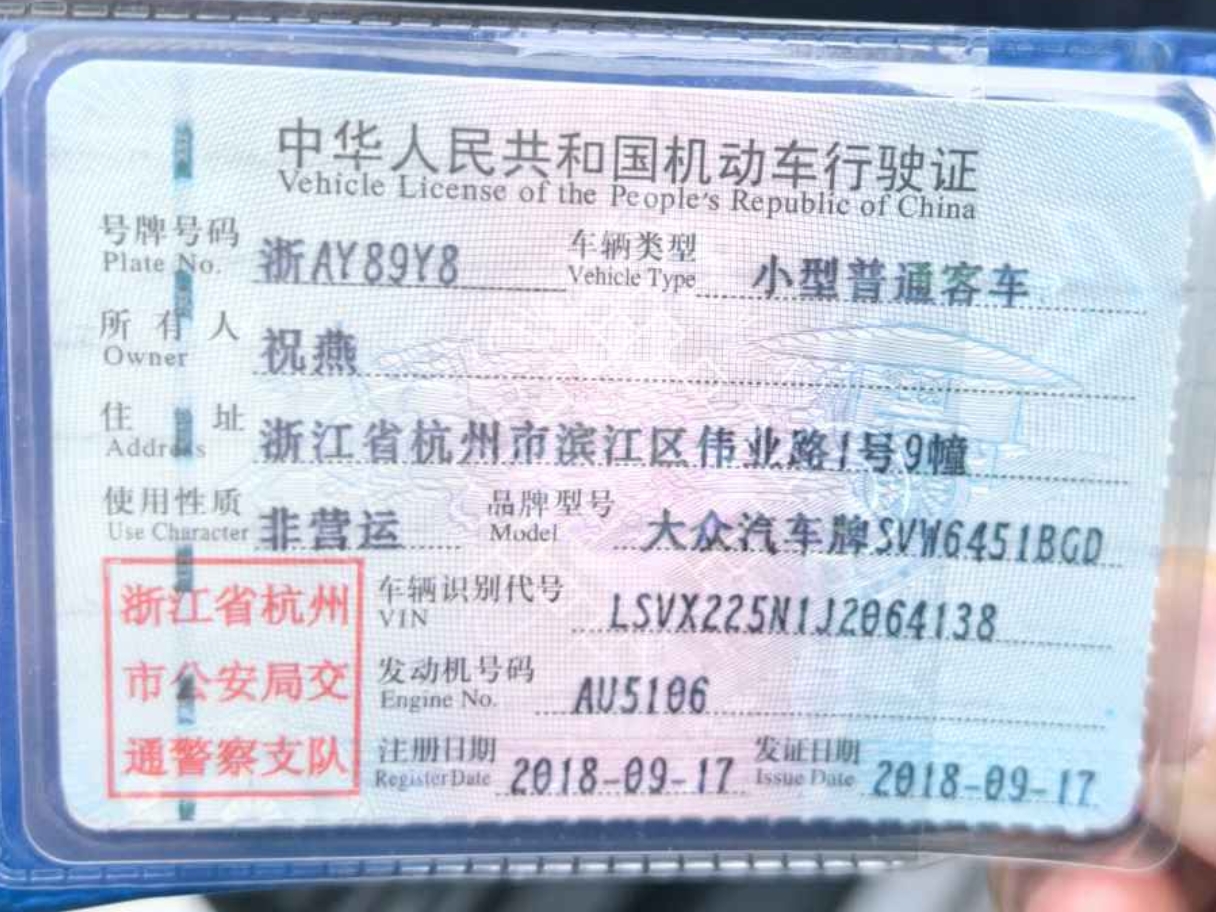 中华人民共和国机动车行驶证
Vehicle License of the People's Republic of China
号牌号码 浙AY89Y8 车辆类型 小型普通客车
Plate No. Vehicle Type
所有人 祝燕
Owner
住址 浙江省杭州市滨江区伟业路1号9幢
Address
使用性质 非营运 品牌型号 大众汽车牌SVW6451BGD
Use Character Model
浙江省杭州
市公安局交
通警察支队
车辆识别代号 LSVX225N1J2064138
VIN
发动机号码 AU5106
Engine No.
注册日期 2018-09-17 发证日期 2018-09-17
Register Date Issue Date